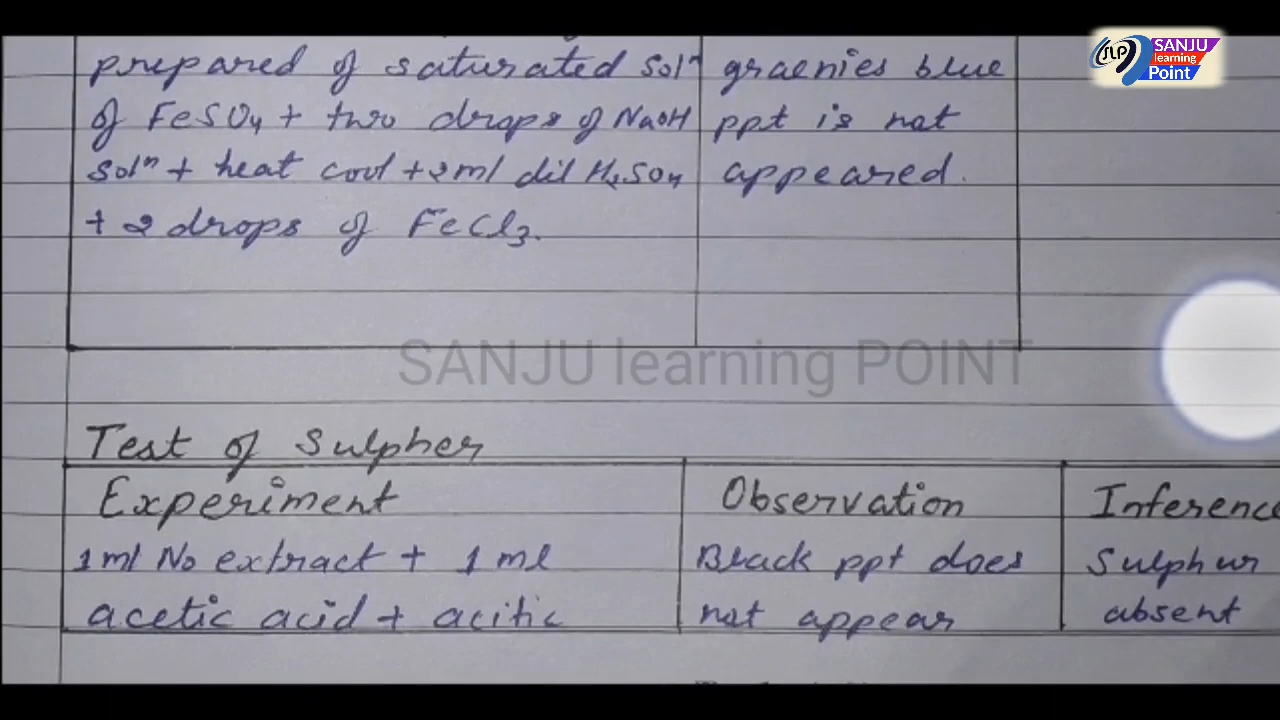 SANJU
learning
Point
prepared of saturated solⁿ
of FeSO4 + two drops of NaOH
solⁿ + heat cool + 2ml dil H2SO4
+ 2 drops of FeCl3.
graenies blue
ppt is not
appeared.
SANJU learning POINT
Test of Sulpher
Experiment
1ml No extract + 1 ml
acetic acid + acitic
Observation
Black ppt does
not appear
Inference
Sulphur
absent